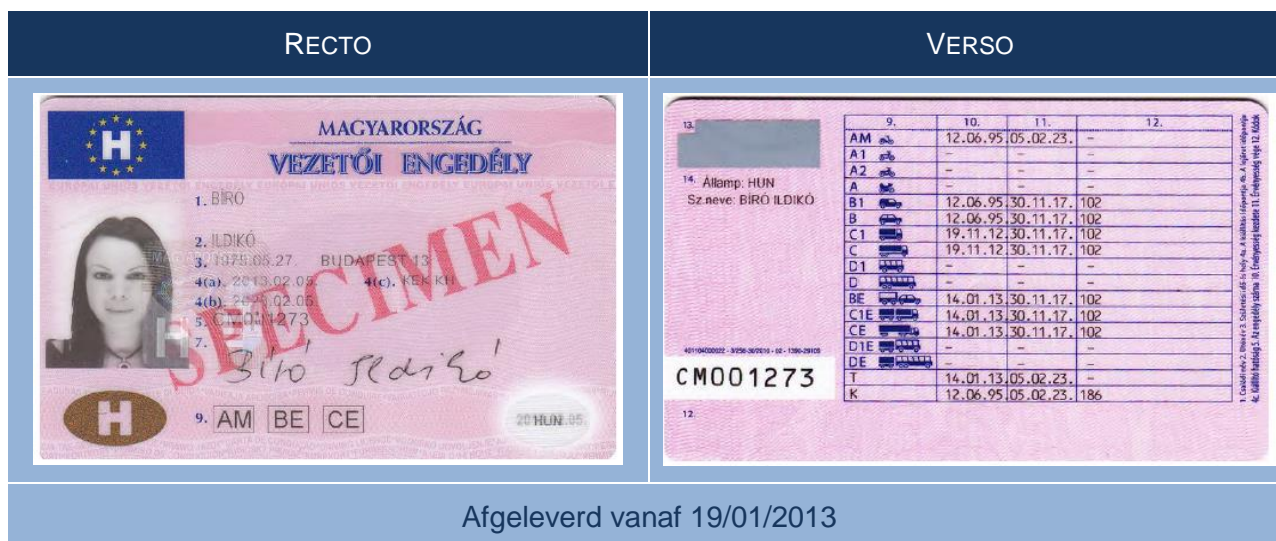 RECTO
VERSO
H
MAGYARORSZÁG
VEZETŐI ENGEDÉLY
1. BÍRÓ
2. ILDIKÓ
3. 1975.05.27. BUDAPEST 13
4(a). 2013.02.05. 4(c). KEK KH
4(b). 2023.02.05.
5. CM001273
7.
Bíró Ildikó
SPECIMEN
H
9. AM BE CE
HUN
13.
14. Állampː HUN
Sz.neve: BÍRÓ ILDIKÓ
CM001273
12.
9. 10. 11. 12.
AM 12.06.95 05.02.23. –
A1 – – –
A2 – – –
A – – –
B1 12.06.95 30.11.17. 102
B 12.06.95 30.11.17. 102
C1 19.11.12 30.11.17. 102
C 19.11.12 30.11.17. 102
D1 – – –
D – – –
BE 14.01.13 30.11.17. 102
C1E 14.01.13 30.11.17. 102
CE 14.01.13 30.11.17. 102
D1E – – –
DE – – –
T 14.01.13 05.02.23. –
K 12.06.95 05.02.23. 186
Afgeleverd vanaf 19/01/2013